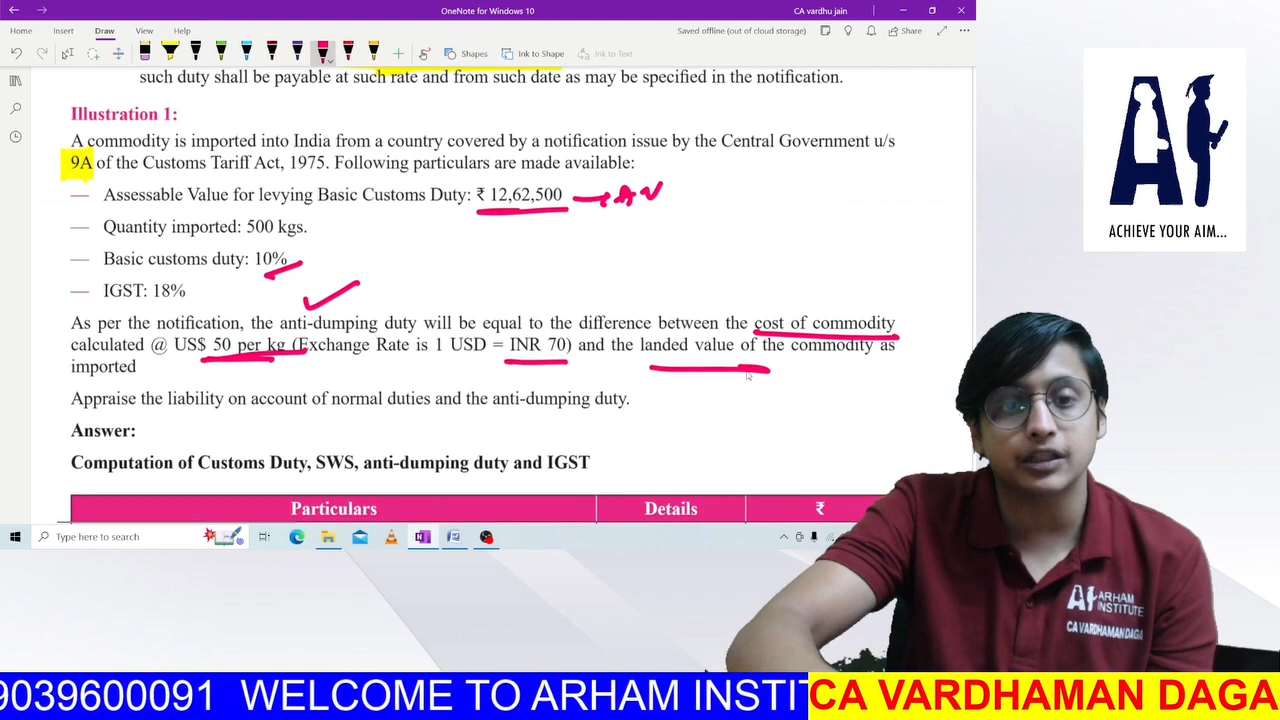 OneNote for Windows 10
CA vardhu jain
Home Insert Draw View Help
Saved offline (out of cloud storage)
Share
Shapes
Ink to Shape
Ink to Text
such duty shall be payable at such rate and from such date as may be specified in the notification.
Illustration 1:
A commodity is imported into India from a country covered by a notification issue by the Central Government u/s
9A of the Customs Tariff Act, 1975. Following particulars are made available:
— Assessable Value for levying Basic Customs Duty: ₹ 12,62,500 → AV
— Quantity imported: 500 kgs.
— Basic customs duty: 10%
— IGST: 18%
As per the notification, the anti-dumping duty will be equal to the difference between the cost of commodity
calculated @ US$ 50 per kg (Exchange Rate is 1 USD = INR 70) and the landed value of the commodity as
imported
Appraise the liability on account of normal duties and the anti-dumping duty.
Answer:
Computation of Customs Duty, SWS, anti-dumping duty and IGST
Particulars Details ₹
Type here to search
ACHIEVE YOUR AIM...
ARHAM
INSTITUTE
CA VARDHAMAN DAGA
9039600091 WELCOME TO ARHAM INSTIT
CA VARDHAMAN DAGA